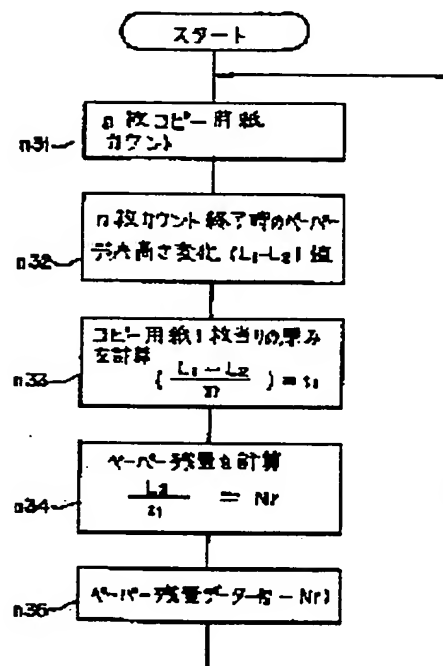 スタート
n31
n枚コピー用紙
カウント
n32
n枚カウント終了時のペーパー
高さ変化 (L1-L2) 値
n33
コピー用紙1枚当りの厚み
を計算
( L1 - L2 / n ) = t1
n34
ペーパー残量を計算
L2 / t1 = Nr
ペーパー残量データー